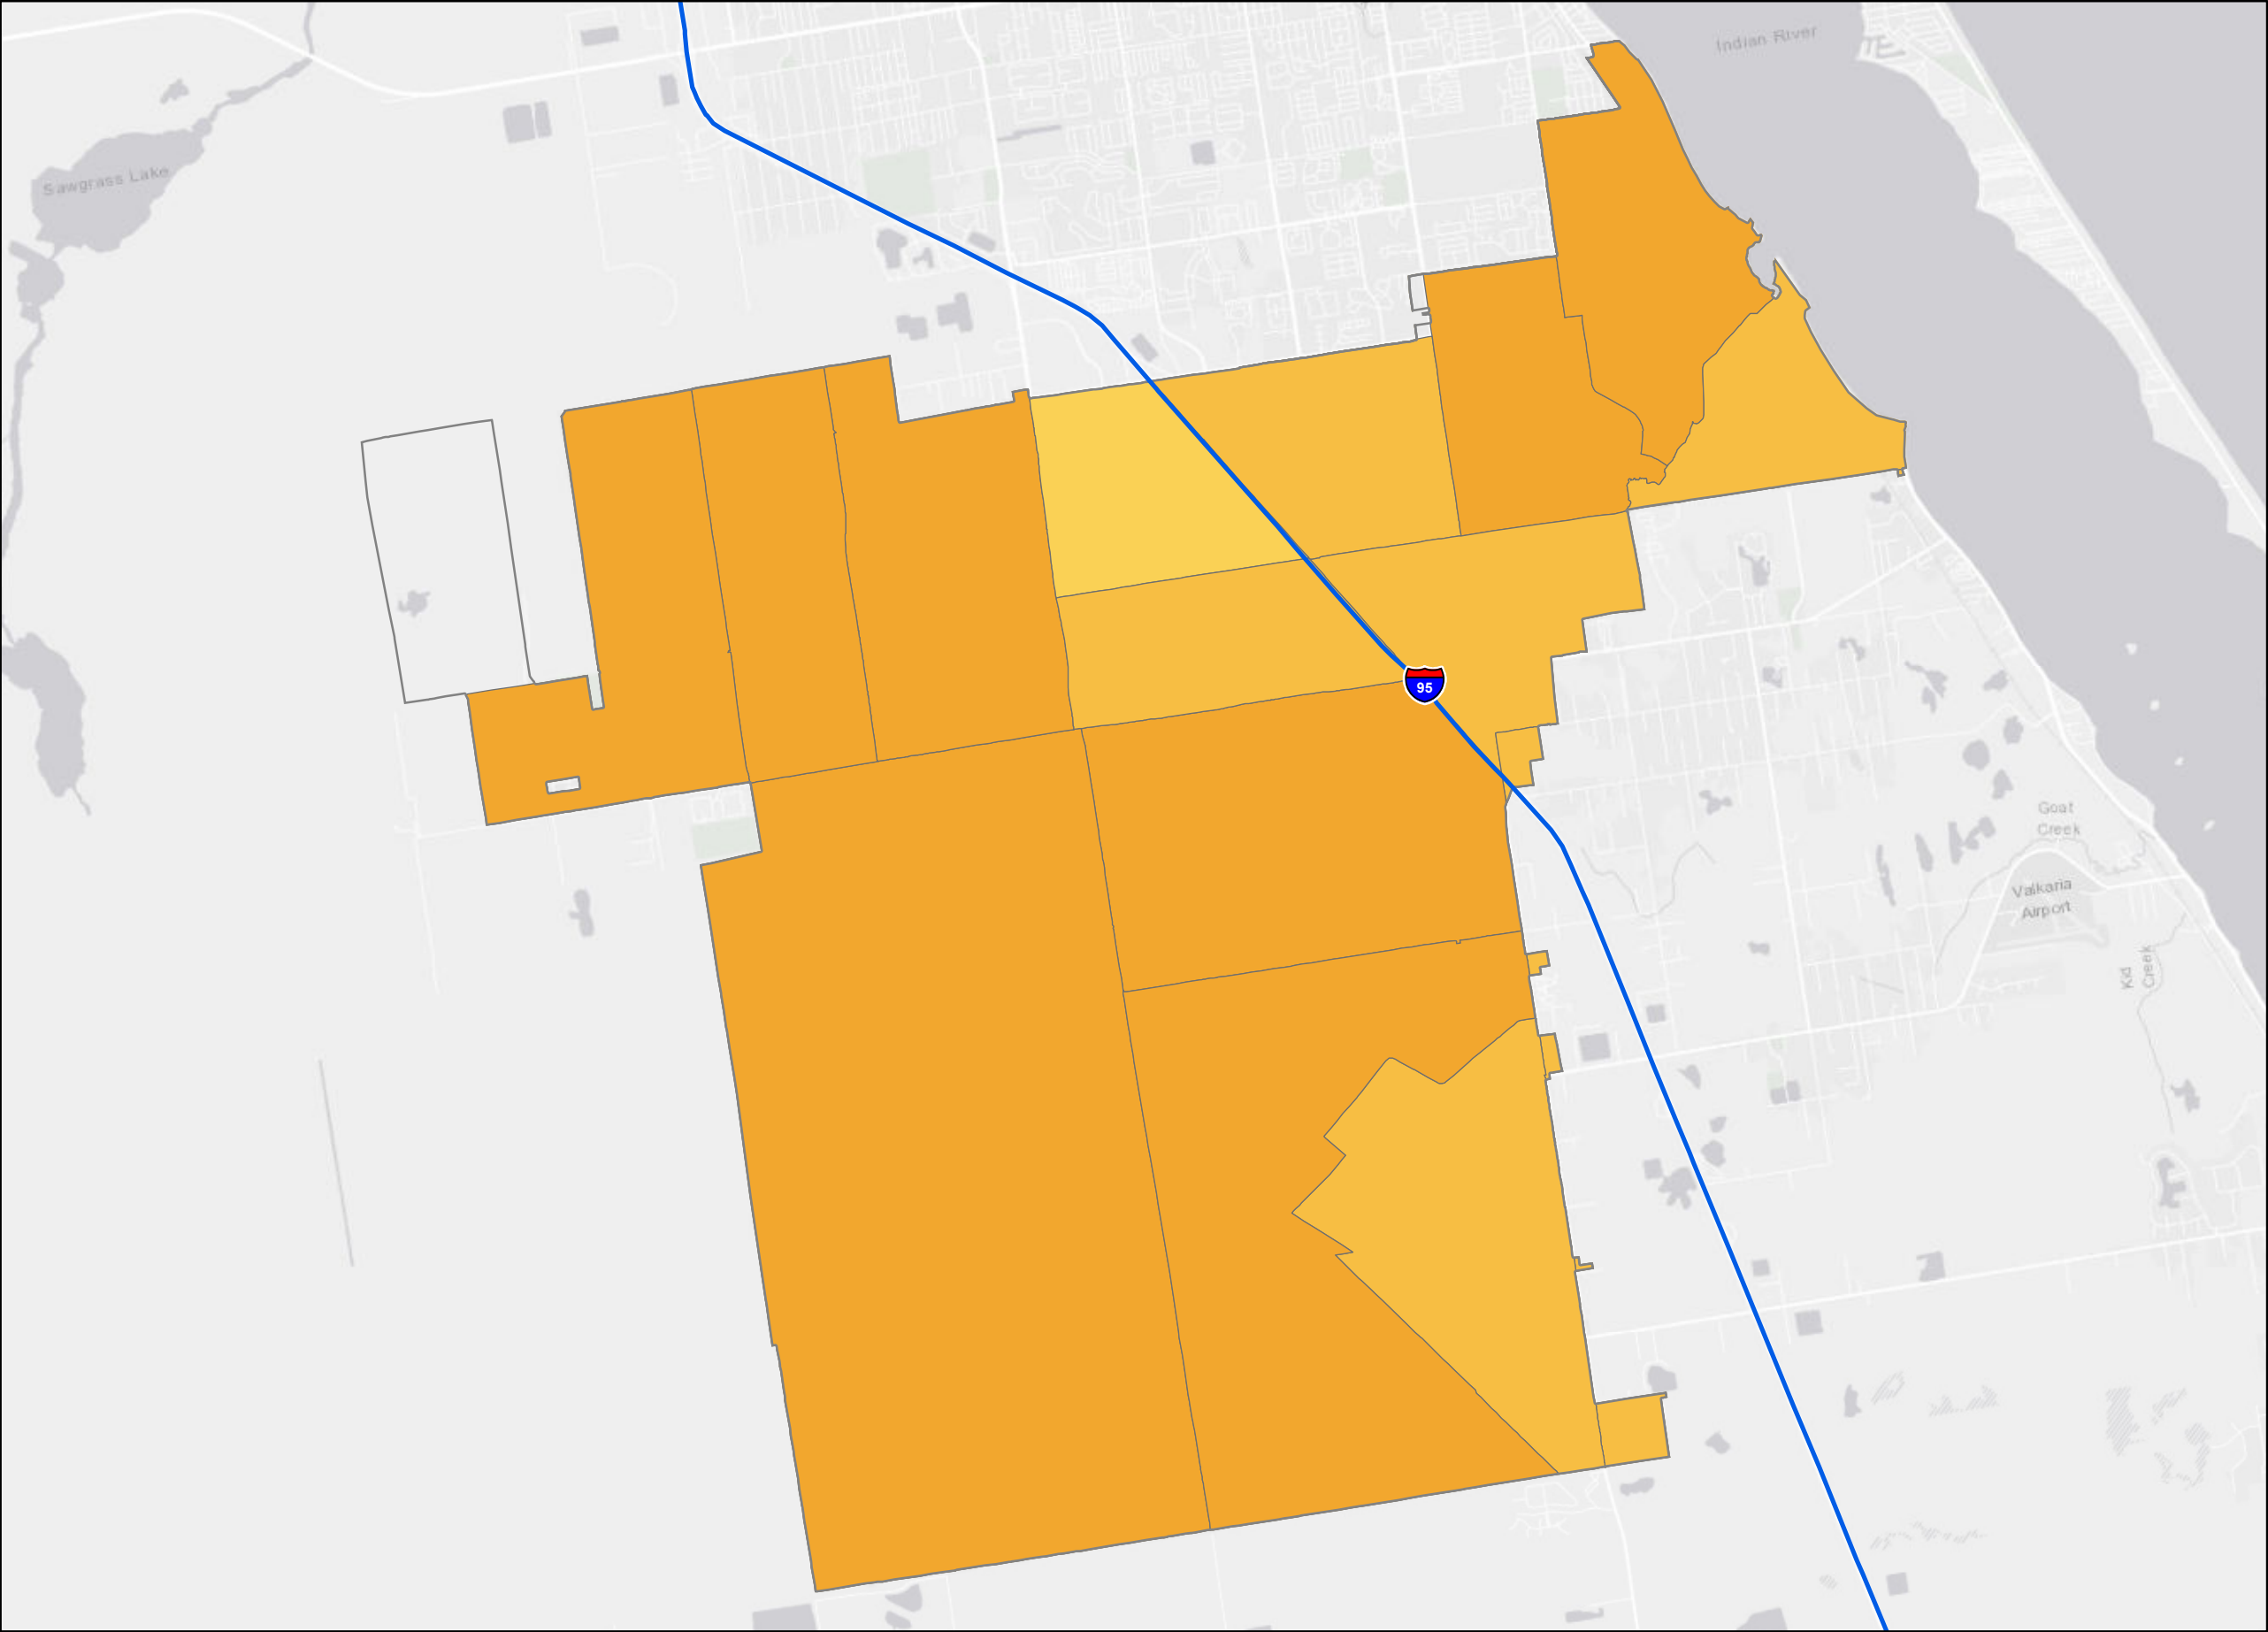 Indian River
Sawgrass Lake
95
Goat
Creek
Valkaria
Airport
Kid
Creek